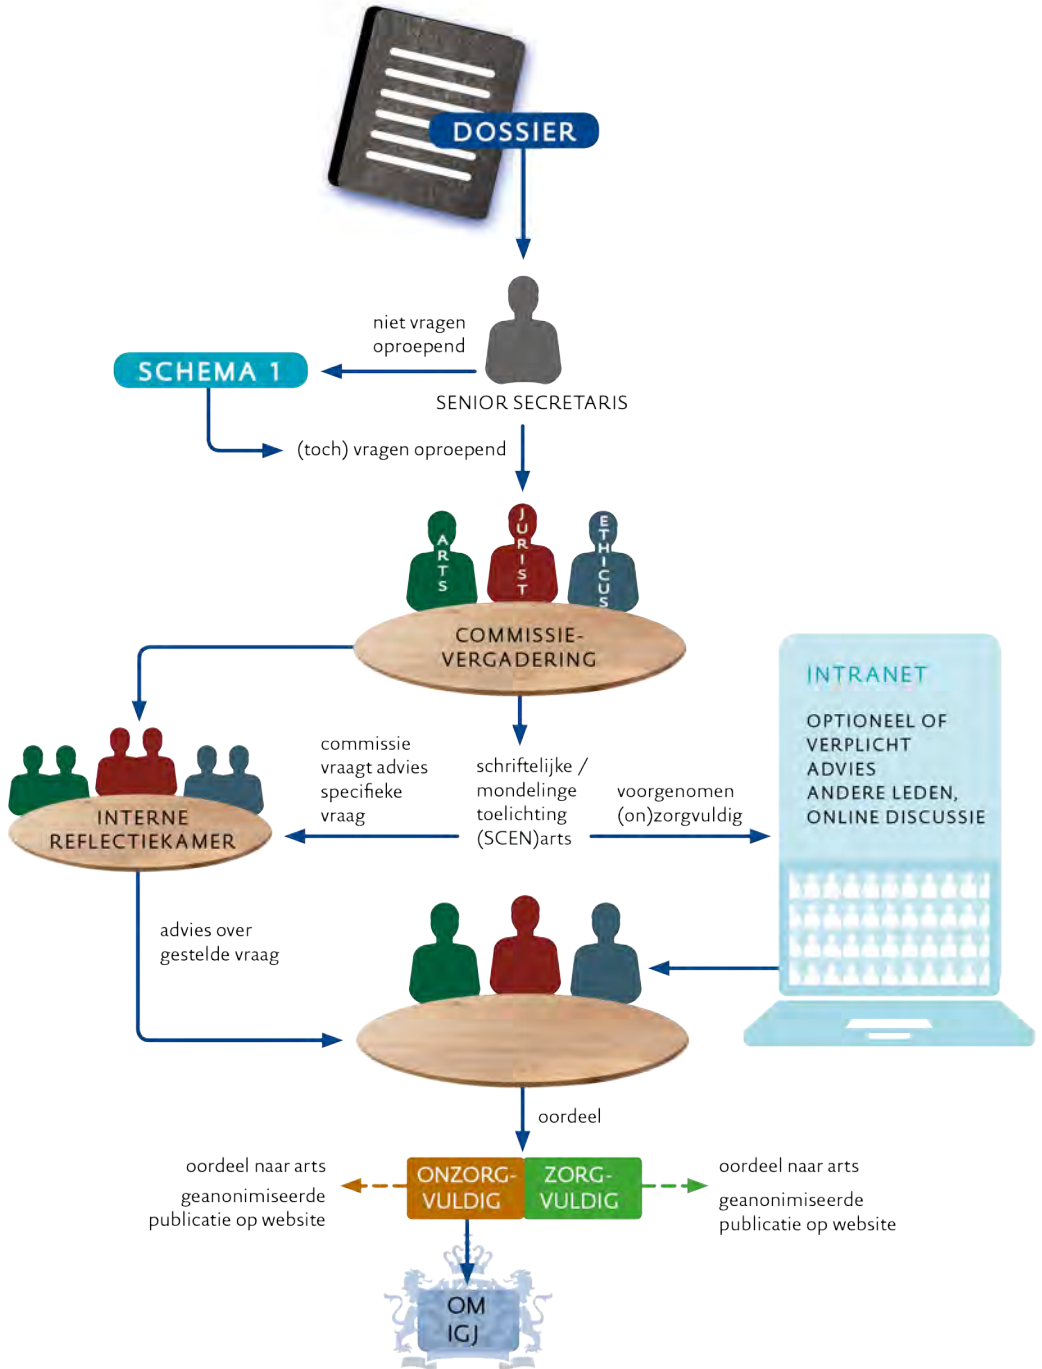 DOSSIER
niet vragen
oproepend
SCHEMA 1
SENIOR SECRETARIS
(toch) vragen oproepend
ARTS
JURIST
ETHICUS
COMMISSIE-
VERGADERING
INTRANET
OPTIONEEL OF
VERPLICHT
ADVIES
ANDERE LEDEN,
ONLINE DISCUSSIE
commissie
vraagt advies
specifieke
vraag
schriftelijke /
mondelinge
toelichting
(SCEN)arts
voorgenomen
(on)zorgvuldig
INTERNE
REFLECTIEKAMER
advies over
gestelde vraag
oordeel
oordeel naar arts
geanonimiseerde
publicatie op website
ONZORG-
VULDIG
ZORG-
VULDIG
oordeel naar arts
geanonimiseerde
publicatie op website
OM
IGJ